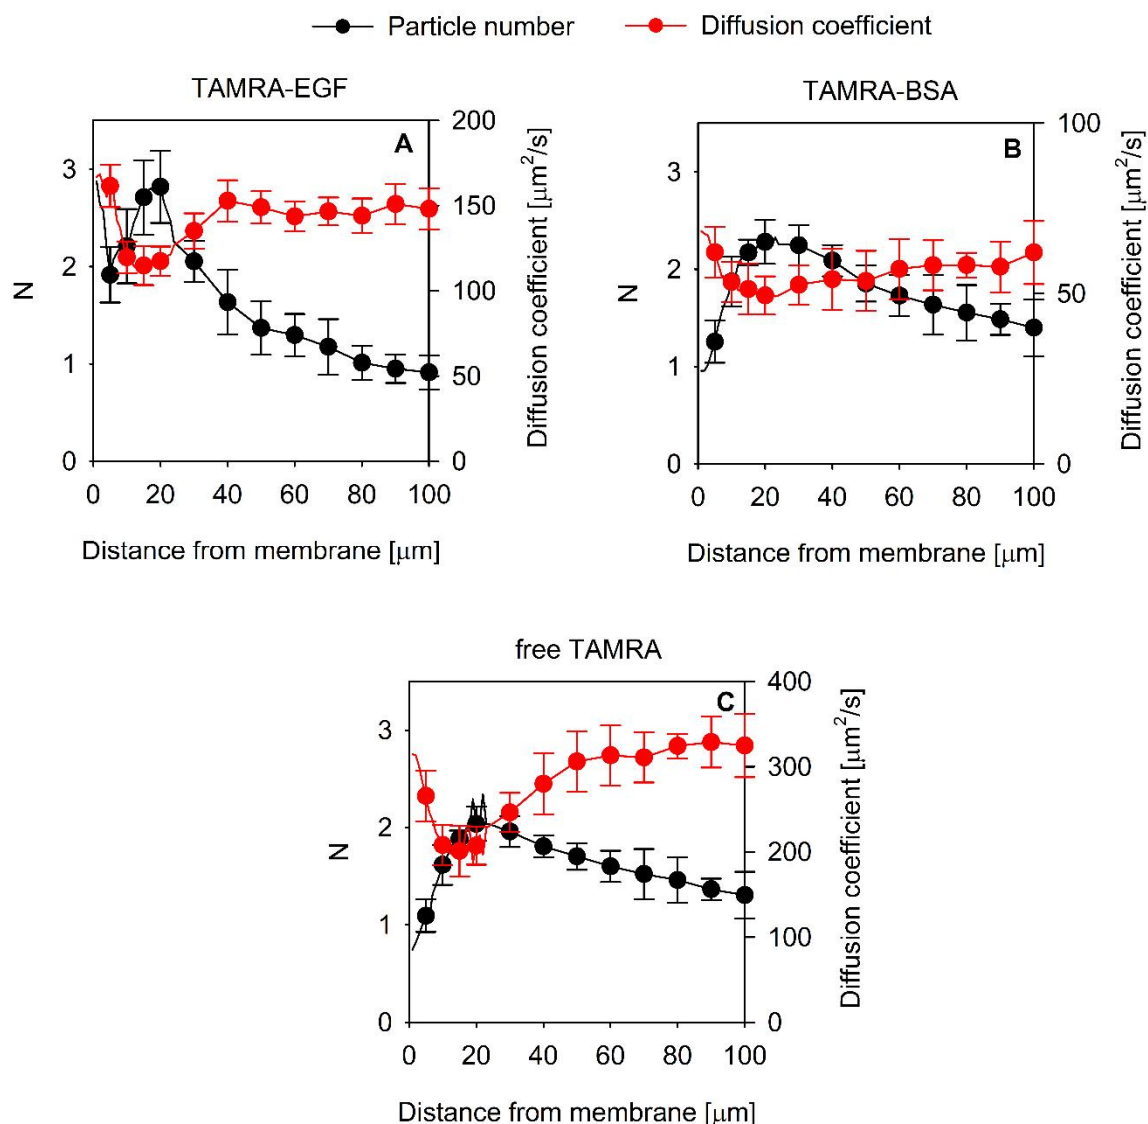 Particle number
Diffusion coefficient
TAMRA-EGF
A
3
2
1
0
N
200
150
100
50
0
Diffusion coefficient [μm²/s]
0 20 40 60 80 100
Distance from membrane [μm]
TAMRA-BSA
B
3
2
1
0
N
100
50
0
Diffusion coefficient [μm²/s]
0 20 40 60 80 100
Distance from membrane [μm]
free TAMRA
C
3
2
1
0
N
400
300
200
100
0
Diffusion coefficient [μm²/s]
0 20 40 60 80 100
Distance from membrane [μm]